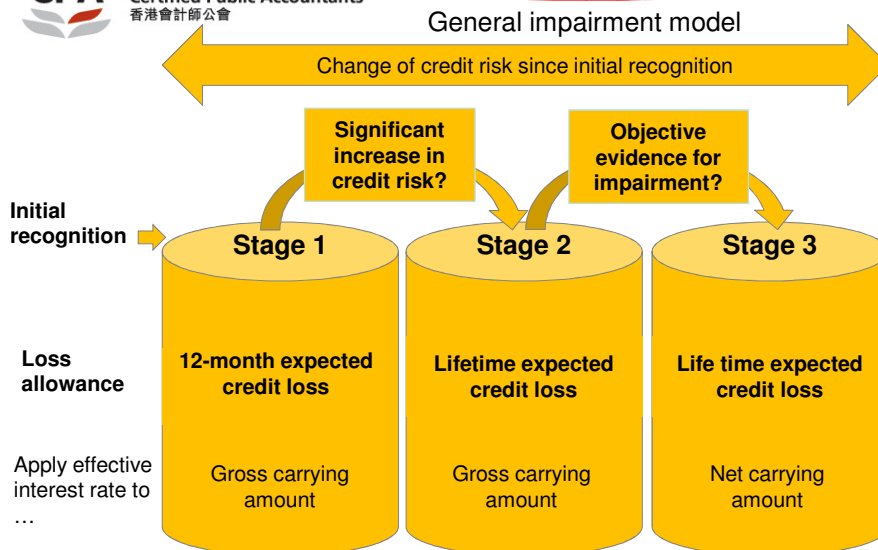 Certified Public Accountants
香港會計師公會
General impairment model
Change of credit risk since initial recognition
Significant
increase in
credit risk?
Objective
evidence for
impairment?
Initial
recognition
Stage 1
Stage 2
Stage 3
Loss
allowance
12-month expected
credit loss
Lifetime expected
credit loss
Life time expected
credit loss
Apply effective
interest rate to
…
Gross carrying
amount
Gross carrying
amount
Net carrying
amount